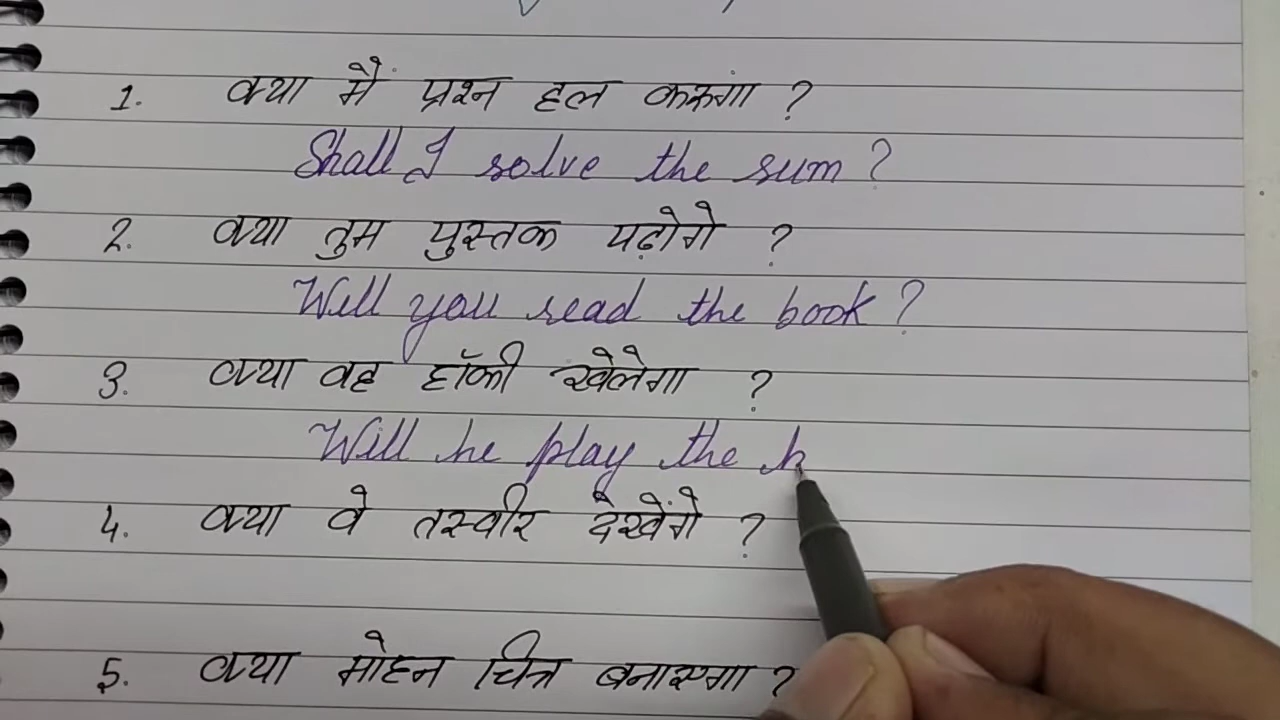 1. क्या मैं प्रश्न हल करूंगा ?
Shall I solve the sum ?
2. क्या तुम पुस्तक पढ़ोगे ?
Will you read the book ?
3. क्या वह हॉकी खेलेगा ?
Will he play the h
4. क्या वे तस्वीर देखेंगे ?
5. क्या मोहन चित्र बनाएगा ?